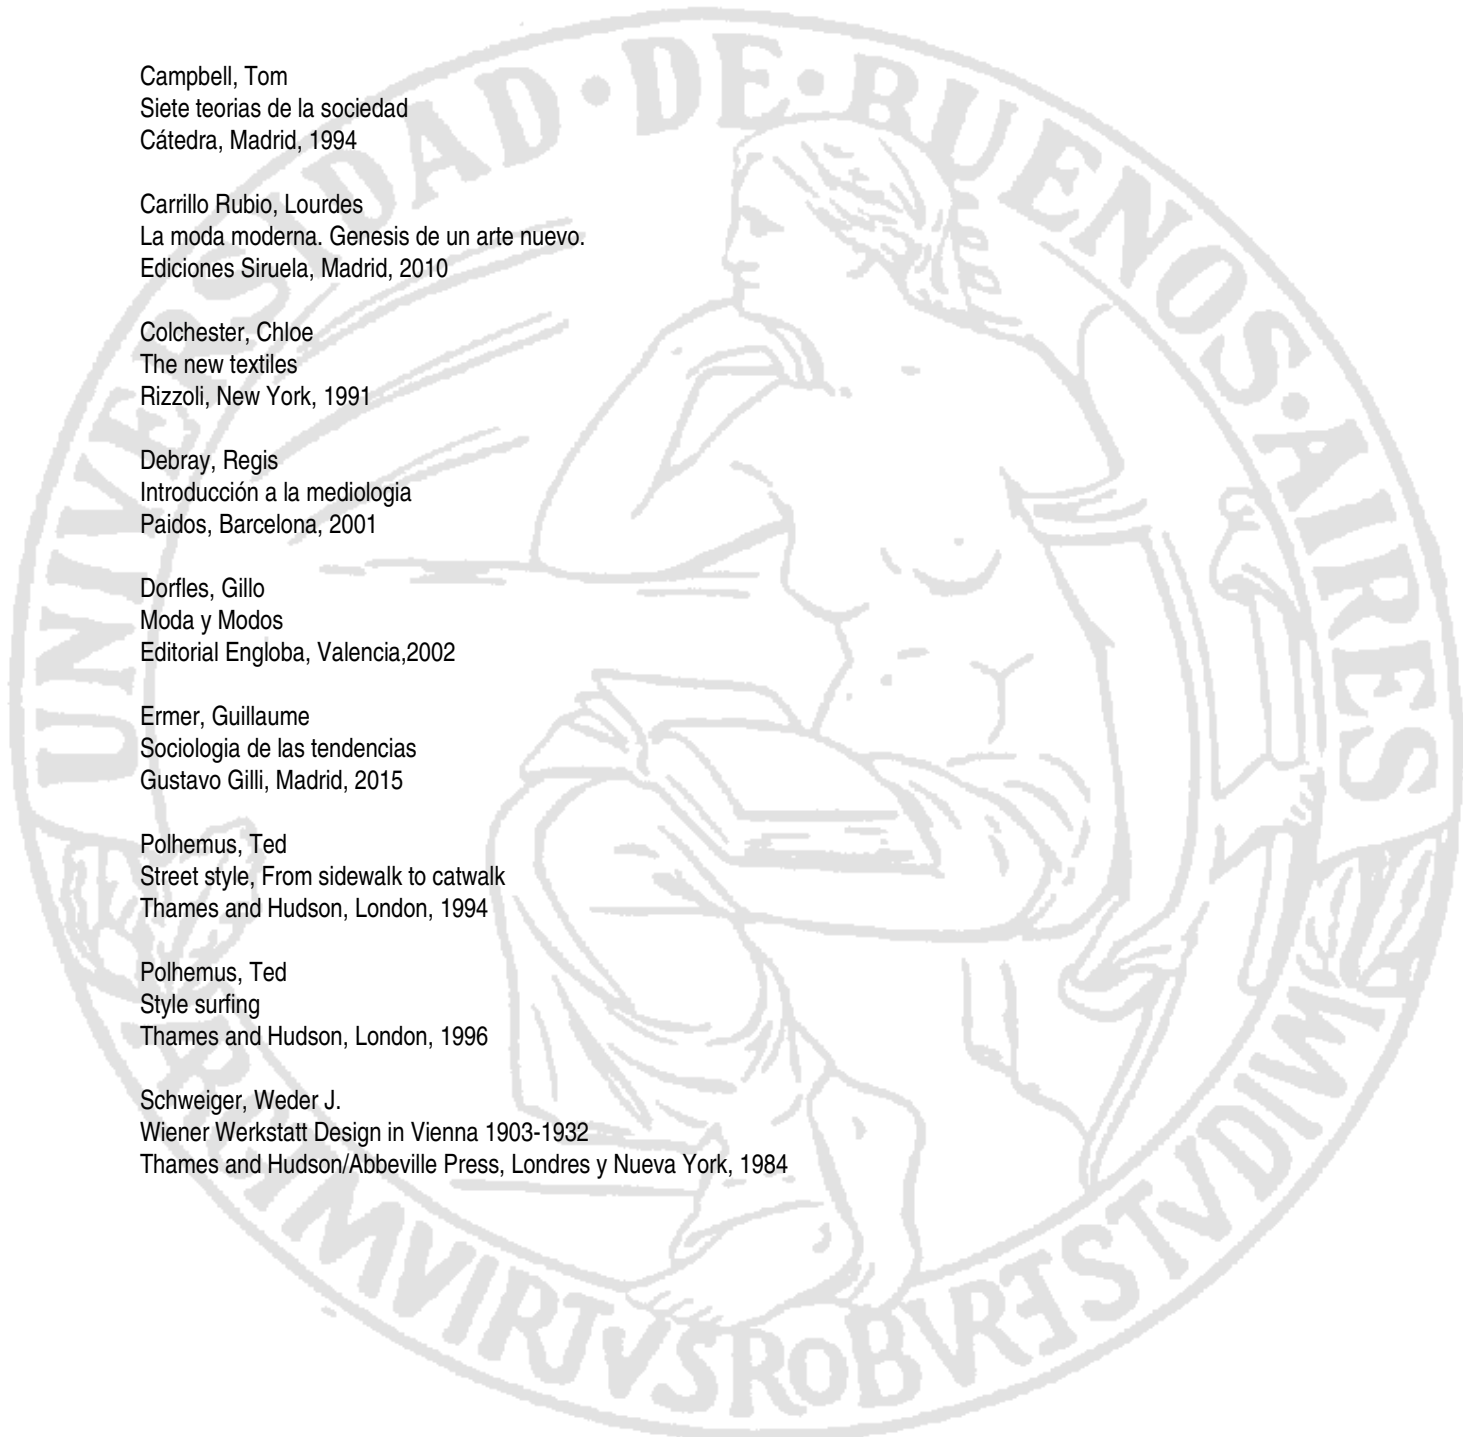 UNIVERSIDAD·DE·BUENOS·AIRES
Campbell, Tom
Siete teorias de la sociedad
Cátedra, Madrid, 1994
Carrillo Rubio, Lourdes
La moda moderna. Genesis de un arte nuevo.
Ediciones Siruela, Madrid, 2010
Colchester, Chloe
The new textiles
Rizzoli, New York, 1991
Debray, Regis
Introducción a la mediologia
Paidos, Barcelona, 2001
Dorfles, Gillo
Moda y Modos
Editorial Engloba, Valencia,2002
Ermer, Guillaume
Sociologia de las tendencias
Gustavo Gilli, Madrid, 2015
Polhemus, Ted
Street style, From sidewalk to catwalk
Thames and Hudson, London, 1994
Polhemus, Ted
Style surfing
Thames and Hudson, London, 1996
Schweiger, Weder J.
Wiener Werkstatt Design in Vienna 1903-1932
Thames and Hudson/Abbeville Press, Londres y Nueva York, 1984